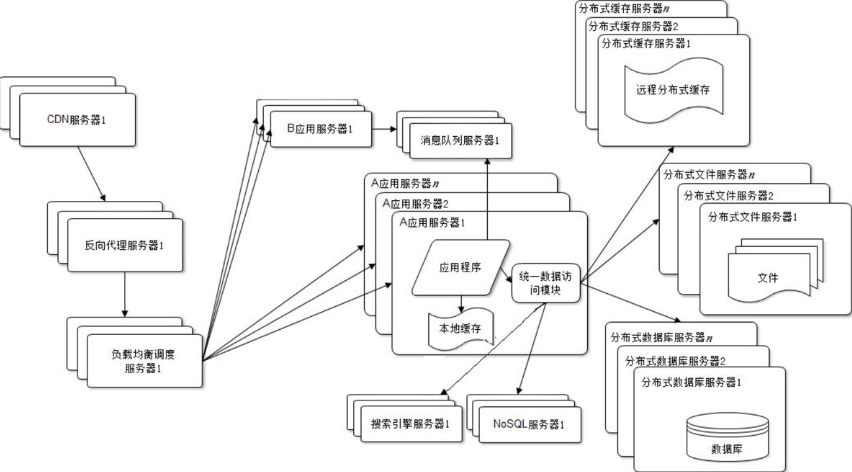 分布式缓存服务器n
分布式缓存服务器2
分布式缓存服务器1
远程分布式缓存
CDN服务器1
B应用服务器1
消息队列服务器1
A应用服务器n
A应用服务器2
A应用服务器1
应用程序
统一数据访
问模块
本地缓存
分布式文件服务器n
分布式文件服务器2
分布式文件服务器1
文件
反向代理服务器1
负载均衡调度
服务器1
分布式数据库服务器n
分布式数据库服务器2
分布式数据库服务器1
数据库
搜索引擎服务器1
NoSQL服务器1